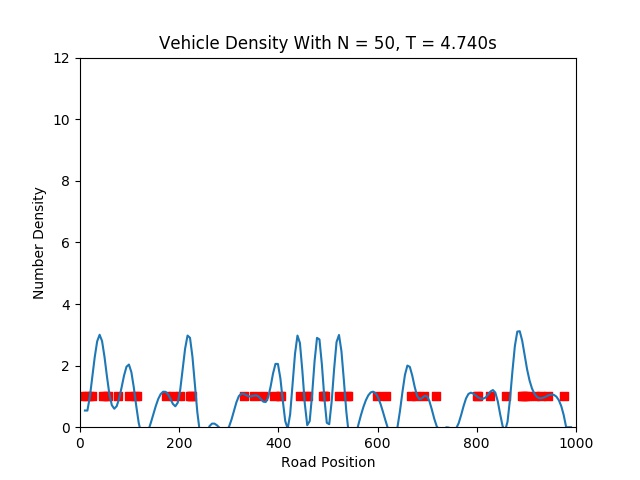 Vehicle Density With N = 50, T = 4.740s
12
10
8
6
4
2
0
Number Density
0 200 400 600 800 1000
Road Position